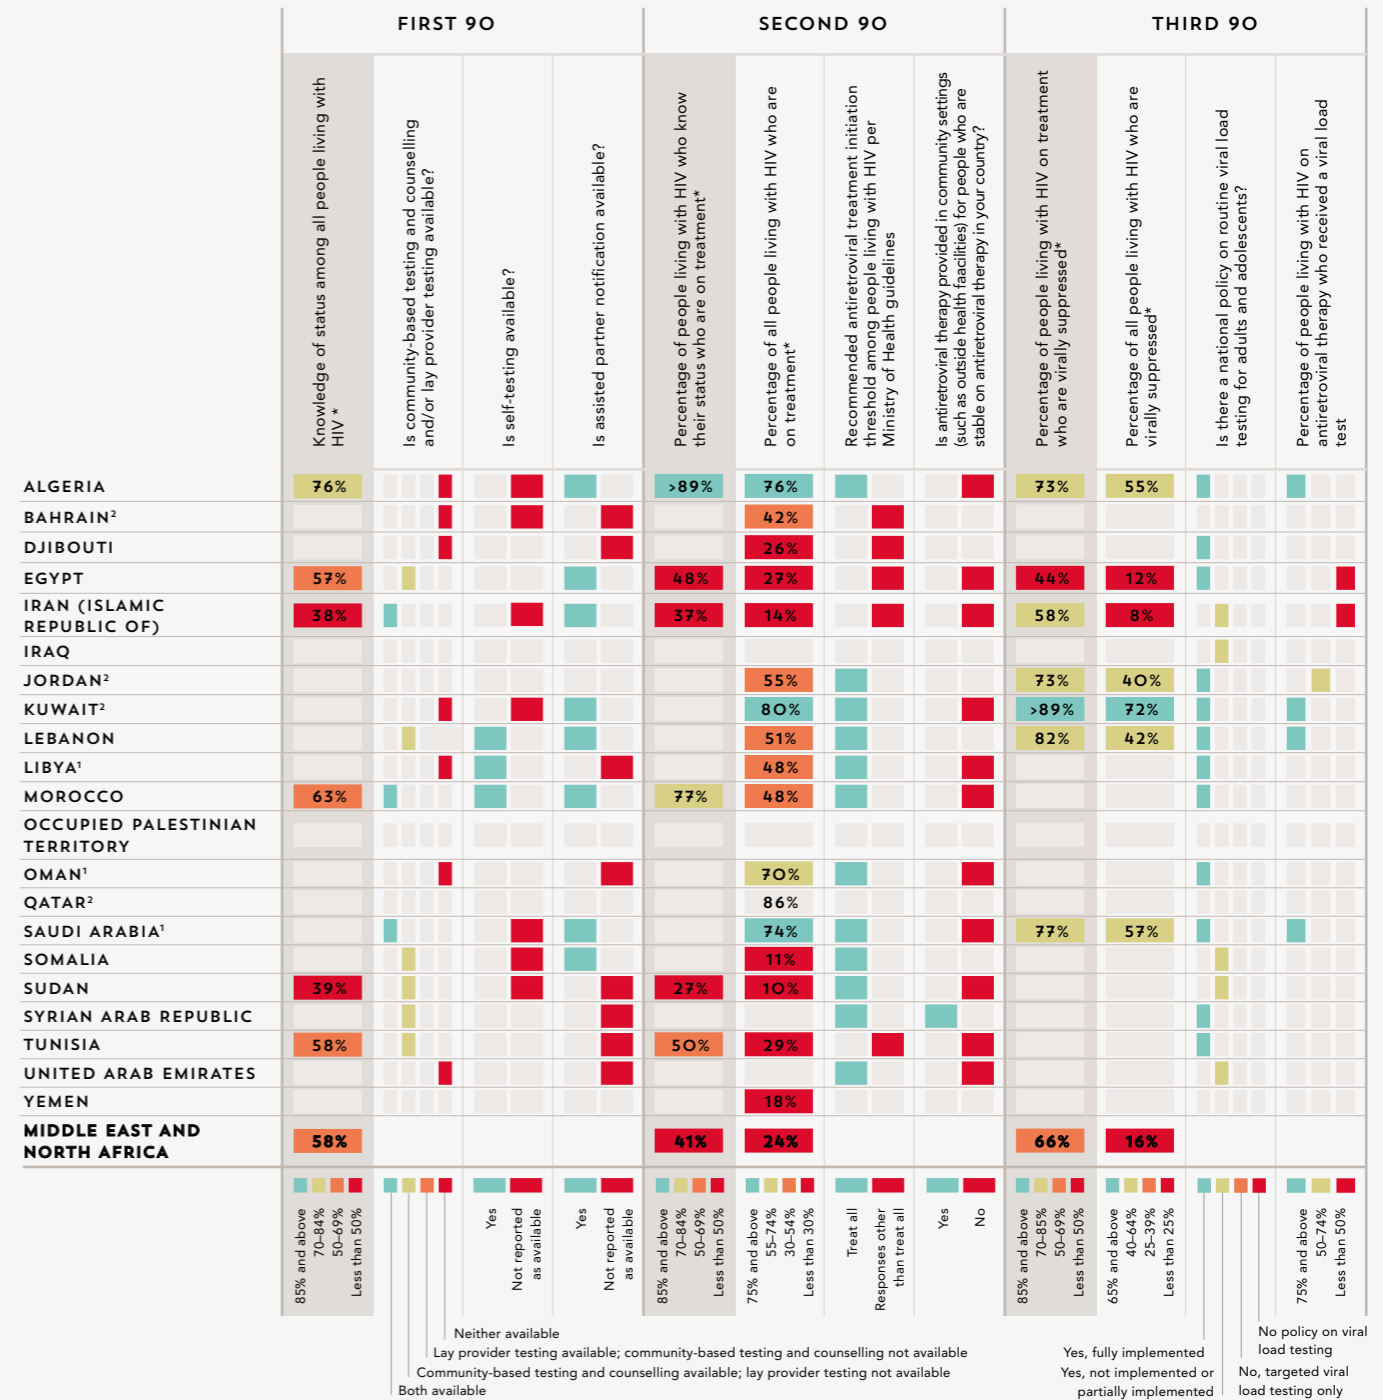 FIRST 90
SECOND 90
THIRD 90
Knowledge of status among all people living with
HIV *
Is community-based testing and counselling
and/or lay provider testing available?
Is self-testing available?
Is assisted partner notification available?
Percentage of people living with HIV who know
their status who are on treatment*
Percentage of all people living with HIV who are
on treatment*
Recommended antiretroviral treatment initiation
threshold among people living with HIV per
Ministry of Health guidelines
Is antiretroviral therapy provided in community settings
(such as outside health faacilities) for people who are
stable on antiretroviral therapy in your country?
Percentage of people living with HIV on treatment
who are virally suppressed*
Percentage of all people living with HIV who are
virally suppressed*
Is there a national policy on routine viral load
testing for adults and adolescents?
Percentage of people living with HIV on
antiretroviral therapy who received a viral load
test
ALGERIA 76% >89% 76% 73% 55%
BAHRAIN² 42%
DJIBOUTI 26%
EGYPT 57% 48% 27% 44% 12%
IRAN (ISLAMIC
REPUBLIC OF) 38% 37% 14% 58% 8%
IRAQ
JORDAN² 55% 73% 40%
KUWAIT² 80% >89% 72%
LEBANON 51% 82% 42%
LIBYA¹ 48%
MOROCCO 63% 77% 48%
OCCUPIED PALESTINIAN
TERRITORY
OMAN¹ 70%
QATAR² 86%
SAUDI ARABIA¹ 74% 77% 57%
SOMALIA 11%
SUDAN 39% 27% 10%
SYRIAN ARAB REPUBLIC
TUNISIA 58% 50% 29%
UNITED ARAB EMIRATES
YEMEN 18%
MIDDLE EAST AND
NORTH AFRICA 58% 41% 24% 66% 16%
85% and above
70–84%
50–69%
Less than 50%
Yes
Not reported
as available
Yes
Not reported
as available
85% and above
70–84%
50–69%
Less than 50%
75% and above
55–74%
30–54%
Less than 30%
Treat all
Responses other
than treat all
Yes
No
85% and above
70–85%
50–69%
Less than 50%
65% and above
40–64%
25–39%
Less than 25%
75% and above
50–74%
Less than 50%
Neither available
Lay provider testing available; community-based testing and counselling not available
Community-based testing and counselling available; lay provider testing not available
Both available
Yes, fully implemented
Yes, not implemented or
partially implemented
No policy on viral
load testing
No, targeted viral
load testing only